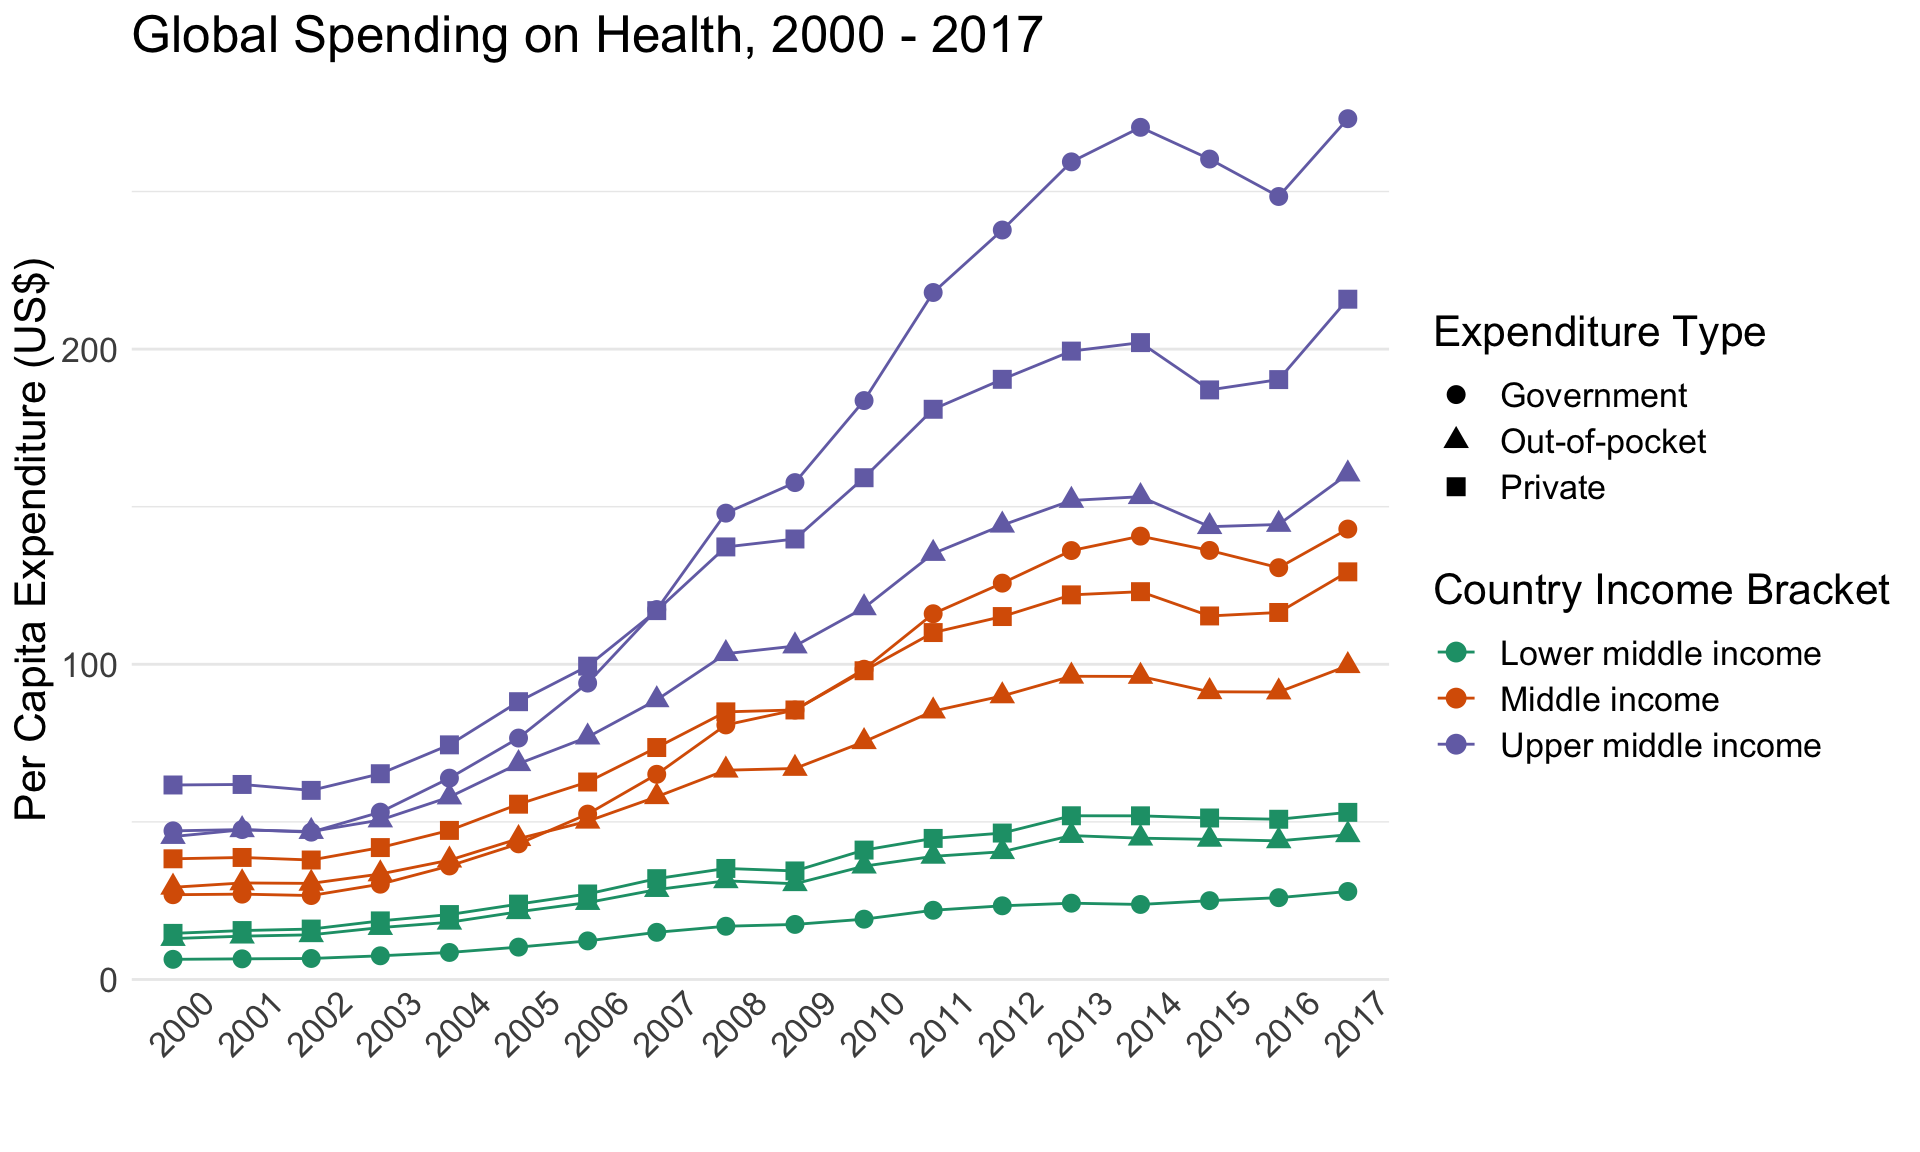 Global Spending on Health, 2000 - 2017
Per Capita Expenditure (US$)
200
100
0
2000
2001
2002
2003
2004
2005
2006
2007
2008
2009
2010
2011
2012
2013
2014
2015
2016
2017
Expenditure Type
Government
Out-of-pocket
Private
Country Income Bracket
Lower middle income
Middle income
Upper middle income